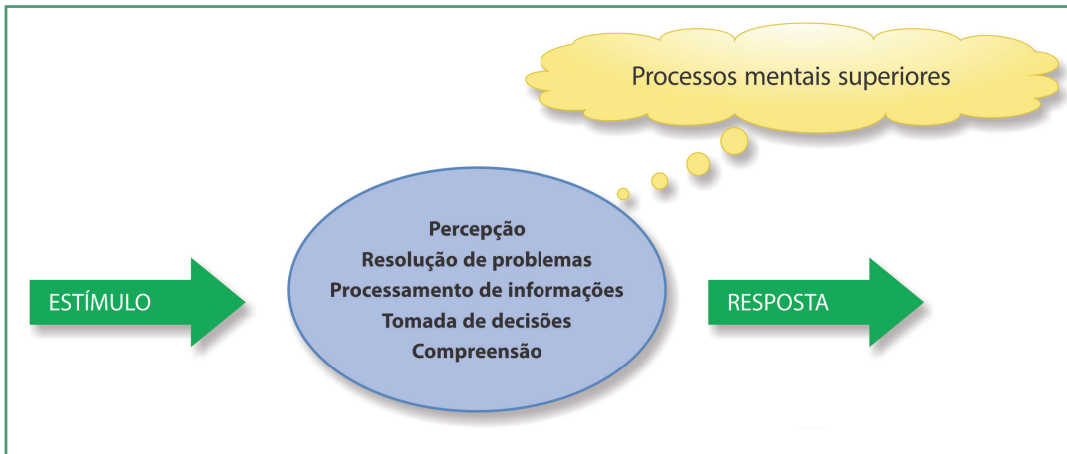 Processos mentais superiores
Percepção
Resolução de problemas
Processamento de informações
Tomada de decisões
Compreensão
ESTÍMULO
RESPOSTA